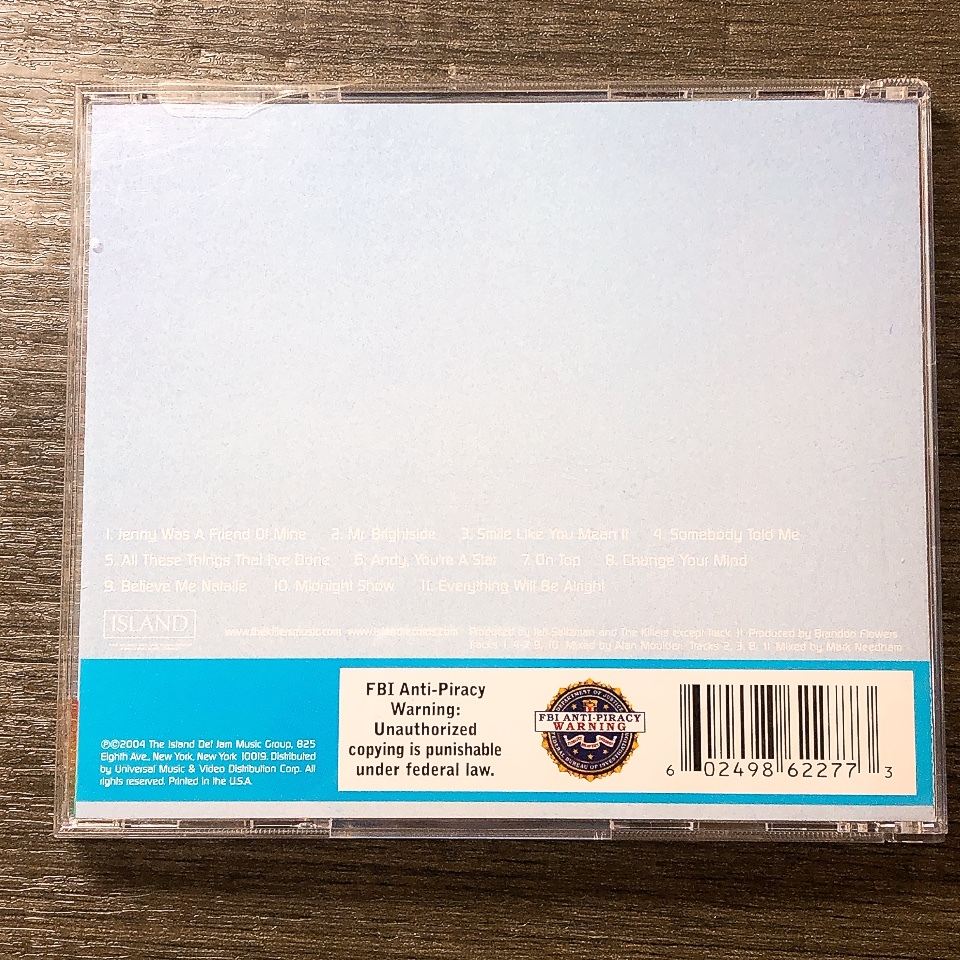 1. Jenny Was A Friend Of Mine 2. Mr. Brightside 3. Smile Like You Mean It 4. Somebody Told Me
5. All These Things That I've Done 6. Andy, You're A Star 7. On Top 8. Change Your Mind
9. Believe Me Natalie 10. Midnight Show 11. Everything Will Be Alright
ISLAND
www.thekillersmusic.com www.islandrecords.com Produced by Jeff Saltzman and The Killers except Track 11 Produced by Brandon Flowers
Tracks 1, 4-7, 9, 10 Mixed by Alan Moulder. Tracks 2, 3, 8, 11 Mixed by Mark Needham
℗©2004 The Island Def Jam Music Group, 825
Eighth Ave., New York, New York 10019. Distributed
by Universal Music & Video Distribution Corp. All
rights reserved. Printed in the U.S.A.
FBI Anti-Piracy
Warning:
Unauthorized
copying is punishable
under federal law.
DEPARTMENT OF JUSTICE
FBI ANTI-PIRACY
WARNING
FEDERAL BUREAU OF INVESTIGATION
6 02498 62277 3